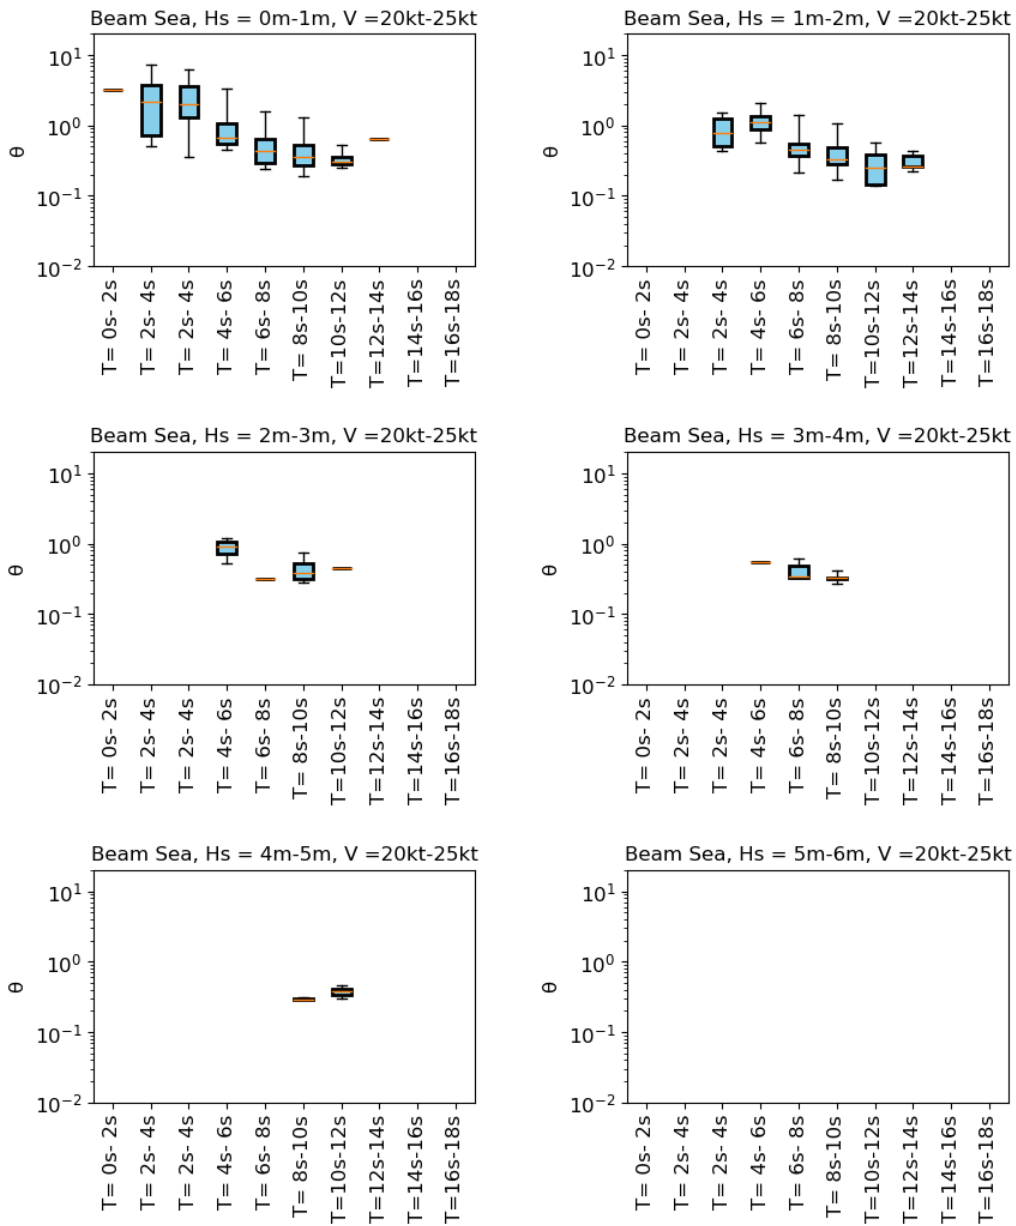 Beam Sea, Hs = 0m-1m, V =20kt-25kt
10¹
10⁰
10⁻¹
10⁻²
θ
T= 0s- 2s
T= 2s- 4s
T= 2s- 4s
T= 4s- 6s
T= 6s- 8s
T= 8s-10s
T=10s-12s
T=12s-14s
T=14s-16s
T=16s-18s
Beam Sea, Hs = 1m-2m, V =20kt-25kt
10¹
10⁰
10⁻¹
10⁻²
θ
T= 0s- 2s
T= 2s- 4s
T= 2s- 4s
T= 4s- 6s
T= 6s- 8s
T= 8s-10s
T=10s-12s
T=12s-14s
T=14s-16s
T=16s-18s
Beam Sea, Hs = 2m-3m, V =20kt-25kt
10¹
10⁰
10⁻¹
10⁻²
θ
T= 0s- 2s
T= 2s- 4s
T= 2s- 4s
T= 4s- 6s
T= 6s- 8s
T= 8s-10s
T=10s-12s
T=12s-14s
T=14s-16s
T=16s-18s
Beam Sea, Hs = 3m-4m, V =20kt-25kt
10¹
10⁰
10⁻¹
10⁻²
θ
T= 0s- 2s
T= 2s- 4s
T= 2s- 4s
T= 4s- 6s
T= 6s- 8s
T= 8s-10s
T=10s-12s
T=12s-14s
T=14s-16s
T=16s-18s
Beam Sea, Hs = 4m-5m, V =20kt-25kt
10¹
10⁰
10⁻¹
10⁻²
θ
T= 0s- 2s
T= 2s- 4s
T= 2s- 4s
T= 4s- 6s
T= 6s- 8s
T= 8s-10s
T=10s-12s
T=12s-14s
T=14s-16s
T=16s-18s
Beam Sea, Hs = 5m-6m, V =20kt-25kt
10¹
10⁰
10⁻¹
10⁻²
θ
T= 0s- 2s
T= 2s- 4s
T= 2s- 4s
T= 4s- 6s
T= 6s- 8s
T= 8s-10s
T=10s-12s
T=12s-14s
T=14s-16s
T=16s-18s